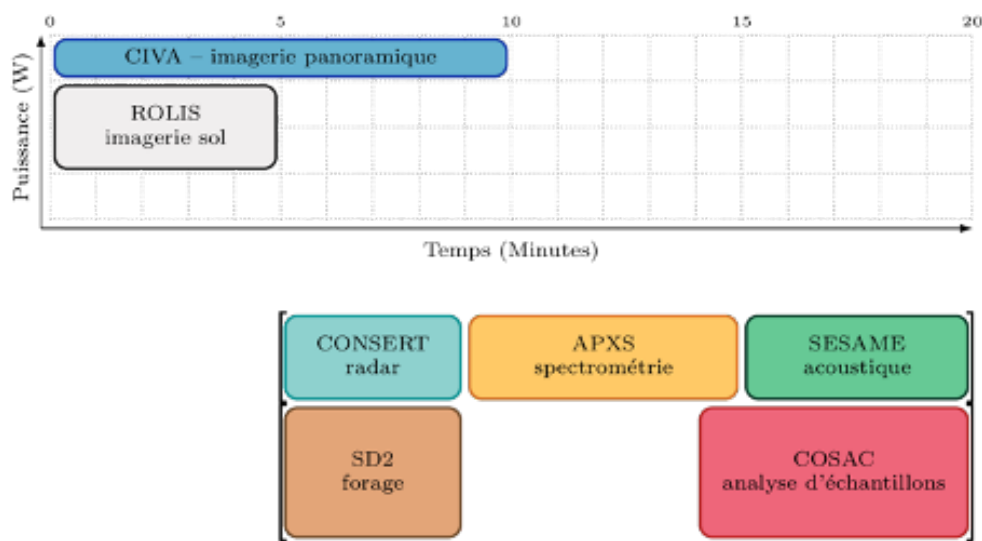 0 5 10 15 20
Puissance (W)
CIVA – imagerie panoramique
ROLIS
imagerie sol
Temps (Minutes)
CONSERT
radar
APXS
spectrométrie
SESAME
acoustique
SD2
forage
COSAC
analyse d'échantillons